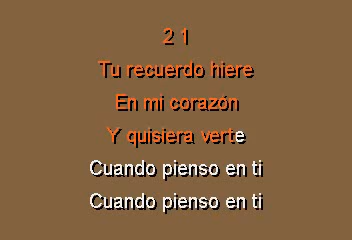 2 1
Tu recuerdo hiere
En mi corazón
Y quisiera verte
Cuando pienso en ti
Cuando pienso en ti